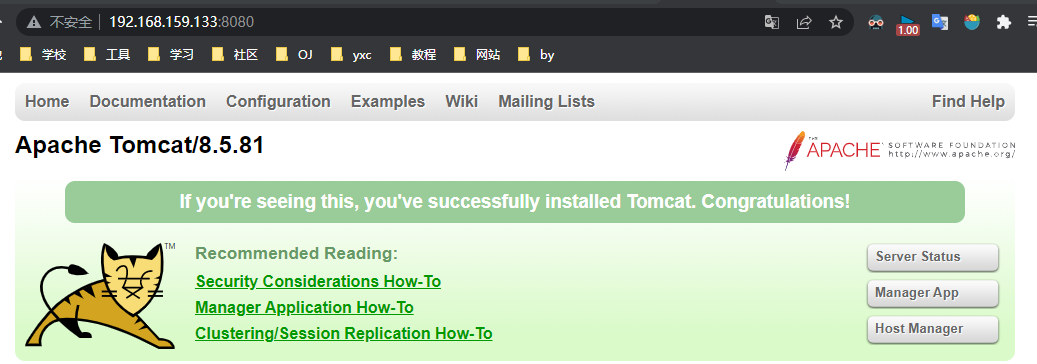 不安全 | 192.168.159.133:8080
1.00
学校 工具 学习 社区 OJ yxc 教程 网站 by
Home Documentation Configuration Examples Wiki Mailing Lists Find Help
Apache Tomcat/8.5.81
THE
APACHE SOFTWARE FOUNDATION
http://www.apache.org/
If you're seeing this, you've successfully installed Tomcat. Congratulations!
TM
Recommended Reading:
Security Considerations How-To
Manager Application How-To
Clustering/Session Replication How-To
Server Status
Manager App
Host Manager